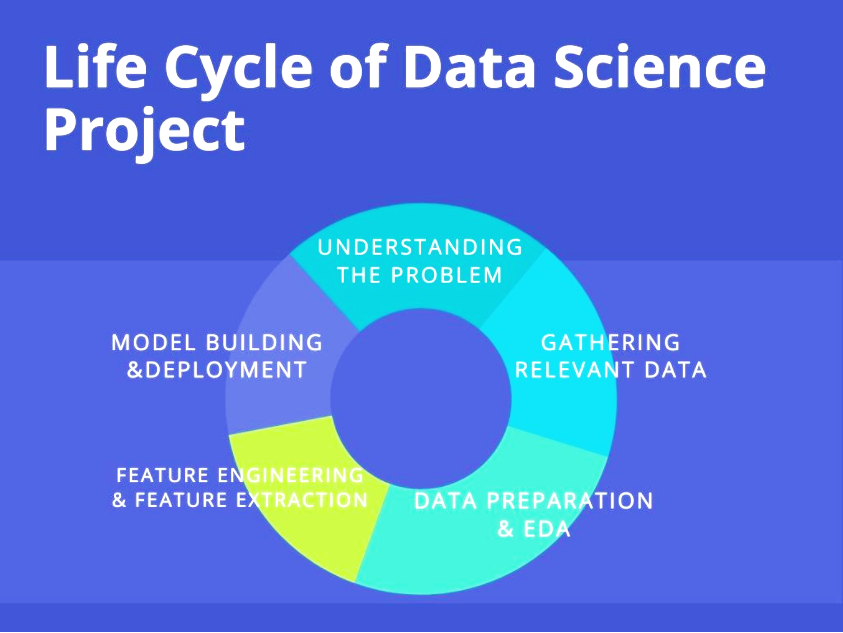 Life Cycle of Data Science
Project
UNDERSTANDING
THE PROBLEM
GATHERING
RELEVANT DATA
DATA PREPARATION
& EDA
FEATURE ENGINEERING
& FEATURE EXTRACTION
MODEL BUILDING
&DEPLOYMENT